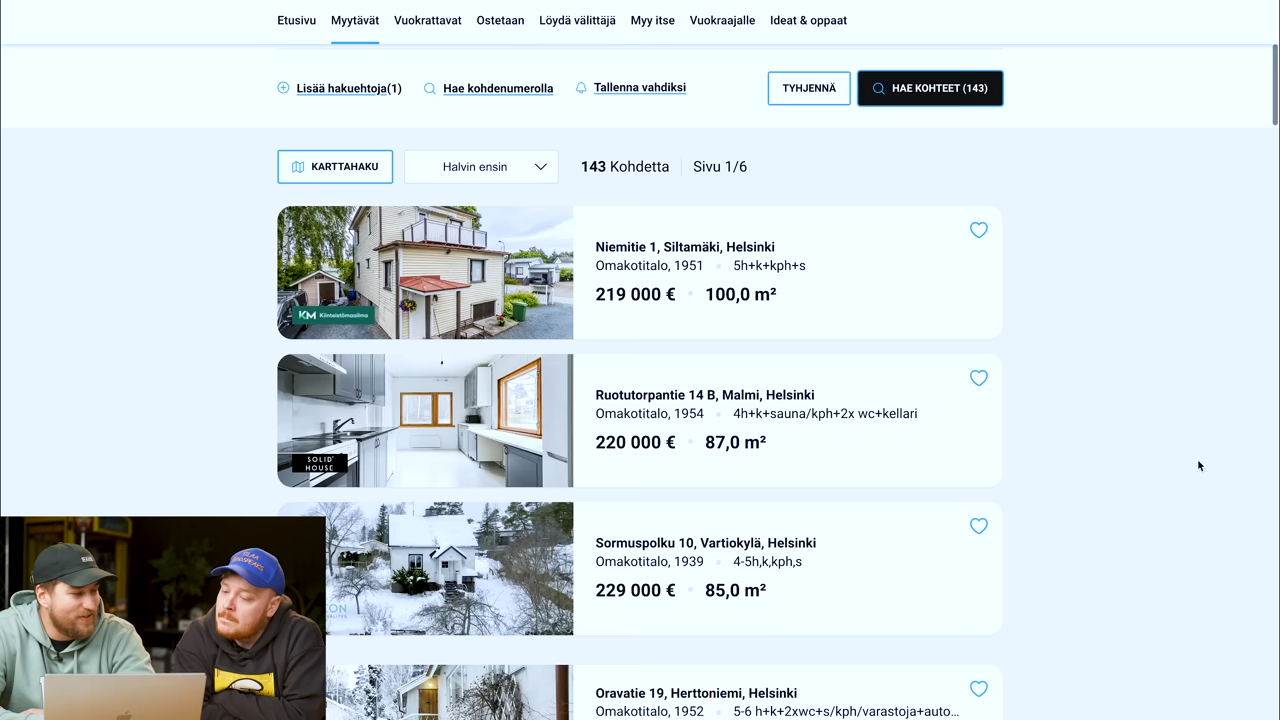 Etusivu Myytävät Vuokrattavat Ostetaan Löydä välittäjä Myy itse Vuokraajalle Ideat & oppaat
Lisää hakuehtoja(1) Hae kohdenumerolla Tallenna vahdiksi TYHJENNÄ HAE KOHTEET (143)
KARTTAHAKU Halvin ensin 143 Kohdetta Sivu 1/6
Niemitie 1, Siltamäki, Helsinki
Omakotitalo, 1951 5h+k+kph+s
219 000 € 100,0 m²
KM Kiinteistömaailma
Ruotutorpantie 14 B, Malmi, Helsinki
Omakotitalo, 1954 4h+k+sauna/kph+2x wc+kellari
220 000 € 87,0 m²
SOLID
HOUSE
Sormuspolku 10, Vartiokylä, Helsinki
Omakotitalo, 1939 4-5h,k,kph,s
229 000 € 85,0 m²
Oravatie 19, Herttoniemi, Helsinki
Omakotitalo, 1952 5-6 h+k+2xwc+s/kph/varastoja+auto...